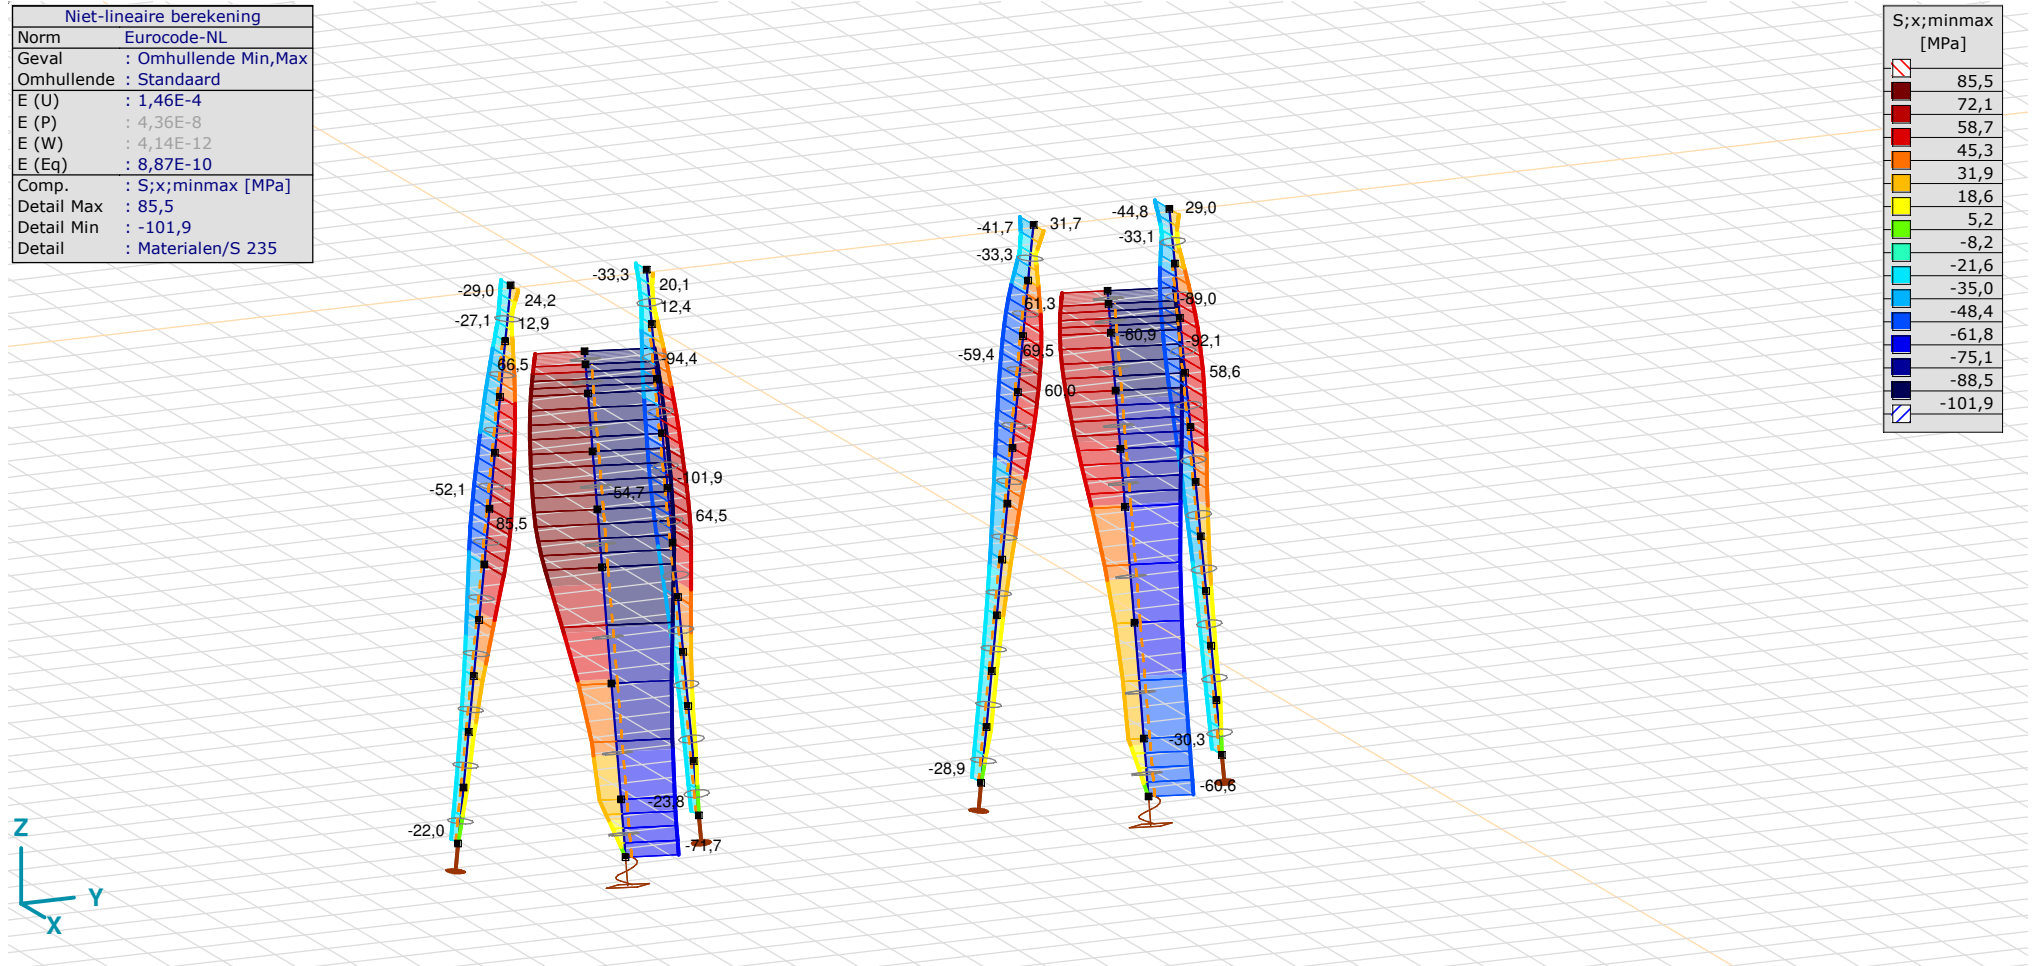 Niet-lineaire berekening
Norm Eurocode-NL
Geval : Omhullende Min,Max
Omhullende : Standaard
E (U) : 1,46E-4
E (P) : 4,36E-8
E (W) : 4,14E-12
E (Eq) : 8,87E-10
Comp. : S;x;minmax [MPa]
Detail Max : 85,5
Detail Min : -101,9
Detail : Materialen/S 235
S;x;minmax
[MPa]
85,5
72,1
58,7
45,3
31,9
18,6
5,2
-8,2
-21,6
-35,0
-48,4
-61,8
-75,1
-88,5
-101,9
-29,0
24,2
-27,1
12,9
66,5
-52,1
85,5
-22,0
-33,3
20,1
12,4
-94,4
-54,7
-101,9
64,5
-23,8
-71,7
-41,7
31,7
-33,3
61,3
-59,4
69,5
60,0
-28,9
-44,8
29,0
-33,1
-89,0
-60,9
-92,1
58,6
-30,3
-60,6
Z
Y
X